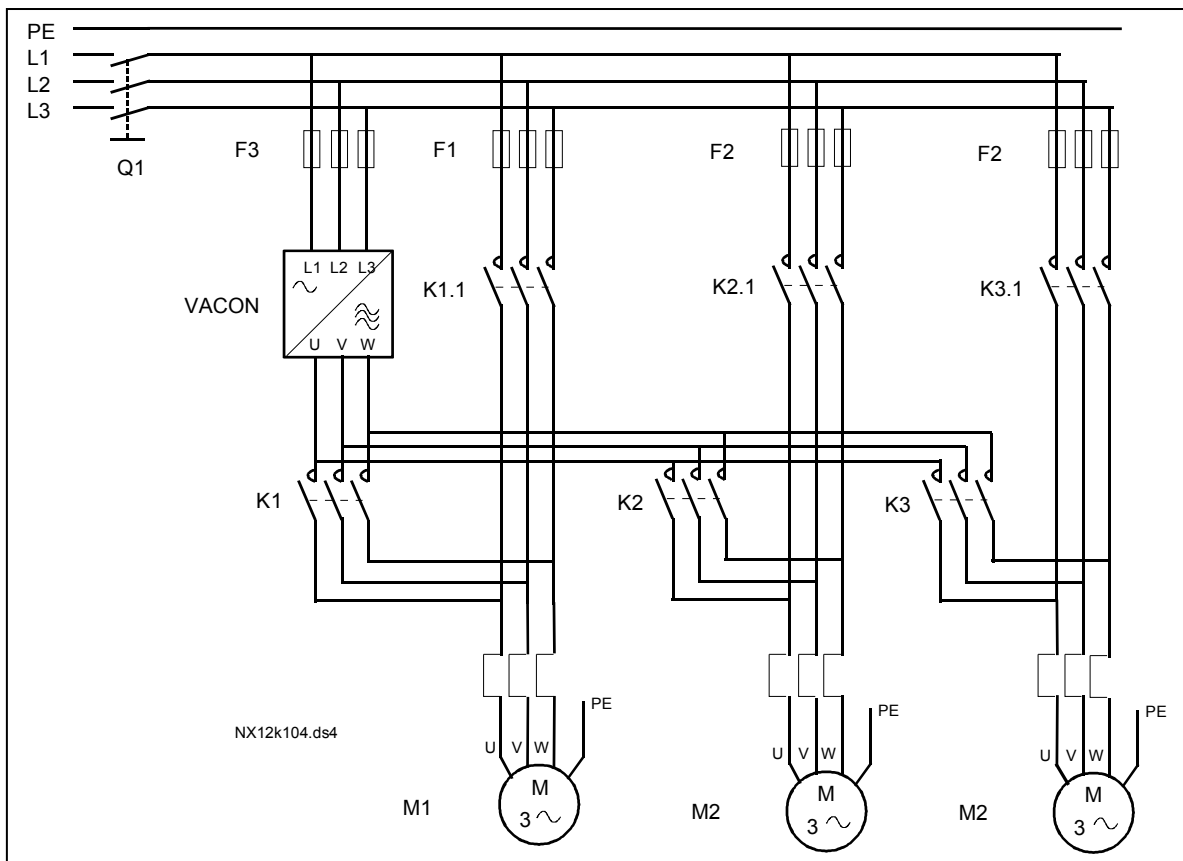 PE
L1
L2
L3
Q1
F3
F1
F2
F2
L1 L2 L3
VACON
U V W
K1.1
K2.1
K3.1
K1
K2
K3
NX12k104.ds4
PE
PE
PE
U V W
U V W
U V W
M1
M
3
M2
M
3
M2
M
3